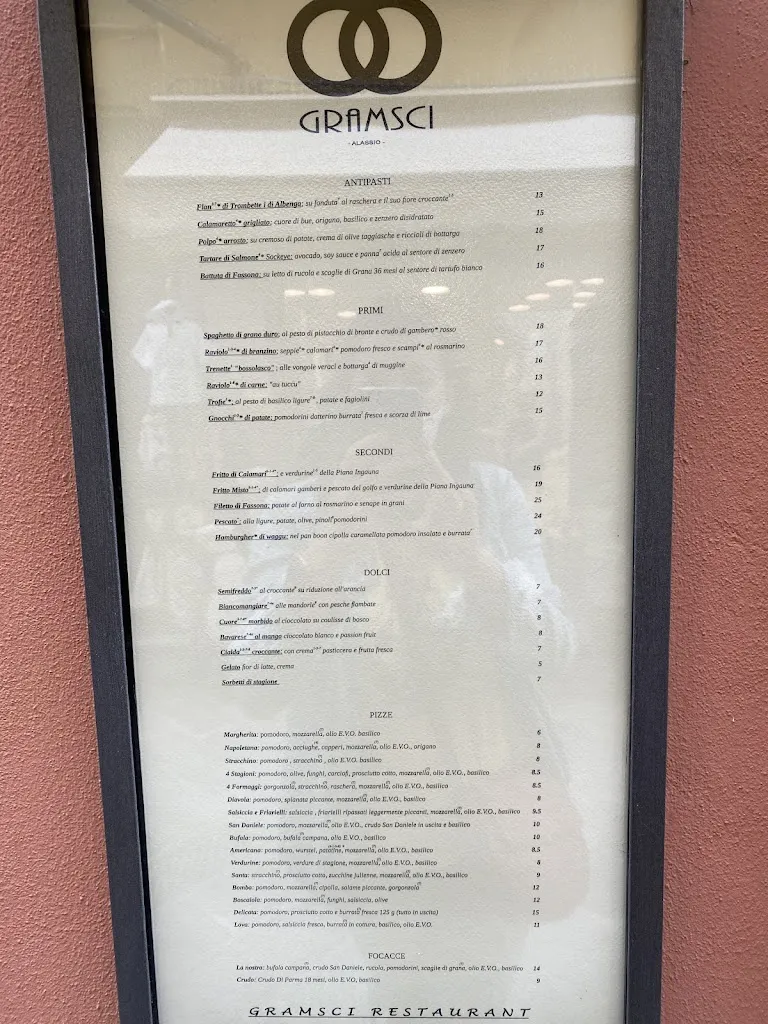 GRAMSCI
- ALASSIO -
ANTIPASTI
Flan* di Trombette i di Albenga: su fonduta al raschera e il suo fiore croccante 13
Calamaretto* grigliato: cuore di bue, origano, basilico e zenzero disidratato 15
Polpo* arrosto: su cremoso di patate, crema di olive taggiasche e riccioli di bottarga 18
Tartare di Salmone* Sockeye: avocado, soy sauce e panna acida al sentore di zenzero 17
Battuta di Fassona: su letto di rucola e scaglie di Grana 36 mesi al sentore di tartufo bianco 16
PRIMI
Spaghetto di grano duro: al pesto di pistacchio di bronte e crudo di gambero* rosso 18
Raviolo* di branzino: seppie* calamari* pomodoro fresco e scampi* al rosmarino 17
Trenette "bossolasco" ; alle vongole veraci e bottarga di muggine 16
Raviolo* di carne: "au tuccu" 13
Trofie*: al pesto di basilico ligure, patate e fagiolini 12
Gnocchi* di patate: pomodorini datterino burrata fresca e scorza di lime 15
SECONDI
Fritto di Calamari: e verdurine della Piana Ingauna 16
Fritto Misto: di calamari gamberi e pescato del golfo e verdurine della Piana Ingauna 19
Filetto di Fassona: patate al forno al rosmarino e senape in grani 25
Pescato: alla ligure, patate, olive, pinoli pomodorini 24
Hamburgher* di waggu: nel pan boon cipolla caramellata pomodoro insalata e burrata 20
DOLCI
Semifreddo al croccante su riduzione all'arancia 7
Biancomangiare* alle mandorle con pesche flambate 7
Cuore morbido al cioccolato su coulisse di bosco 8
Bavarese al mango cioccolato bianco e passion fruit 8
Cialda croccante: con crema pasticcera e frutta fresca 7
Gelato fior di latte, crema 5
Sorbetti di stagione 7
PIZZE
Margherita: pomodoro, mozzarella, olio E.V.O. basilico 6
Napoletana: pomodoro, acciughe, capperi, mozzarella, olio E.V.O., origano 8
Stracchino: pomodoro , stracchino , olio E.V.O. basilico 8
4 Stagioni: pomodoro, olive, funghi, carciofi, prosciutto cotto, mozzarella, olio E.V.O., basilico 8.5
4 Formaggi: gorgonzola, stracchino, raschera, mozzarella, olio E.V.O., basilico 8.5
Diavola: pomodoro, spianata piccante, mozzarella, olio E.V.O., basilico 8
Salsiccia e Friarielli: salsiccia , friarielli ripassati leggermente piccanti, mozzarella, olio E.V.O., basilico 9.5
San Daniele: pomodoro, mozzarella, olio E.V.O., crudo San Daniele in uscita e basilico 10
Bufala: pomodoro, bufala campana, olio E.V.O., basilico 10
Americana: pomodoro, wurstel, patatine, mozzarella, olio E.V.O., basilico 8.5
Verdurine: pomodoro, verdure di stagione, mozzarella, olio E.V.O., basilico 8
Santa: stracchino, prosciutto cotto, zucchine julienne, mozzarella, olio E.V.O., basilico 9
Bomba: pomodoro, mozzarella, cipolla, salame piccante, gorgonzola 12
Boscaiola: pomodoro, mozzarella, funghi, salsiccia, olive 12
Delicata: pomodoro, prosciutto cotto e burrata fresca 125 g (tutto in uscita) 15
Lova: pomodoro, salsiccia fresca, burrata in cottura, basilico, olio E.V.O. 11
FOCACCE
La nostra: bufala campana, crudo San Daniele, rucola, pomodorini, scaglie di grana, olio E.V.O., basilico 14
Crudo: Crudo Di Parma 18 mesi, olio E.V.O, basilico 9
GRAMSCI RESTAURANT